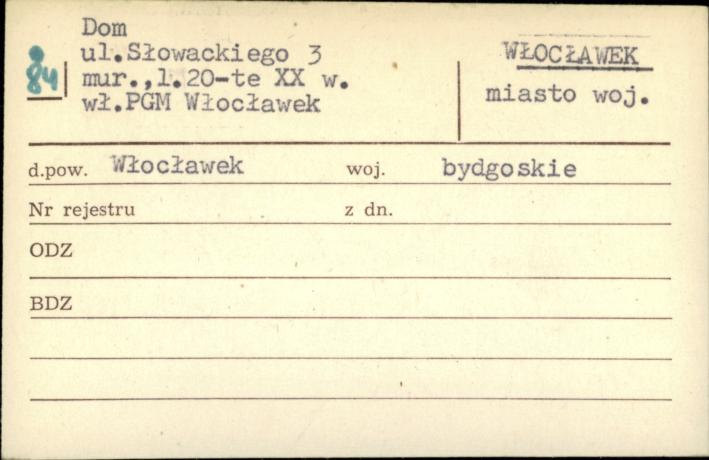 Dom
ul.Słowackiego 3
mur.,l.20-te XX w.
wł.PGM Włocławek
84
WŁOCŁAWEK
miasto woj.
d.pow. Włocławek woj. bydgoskie
Nr rejestru z dn.
ODZ
BDZ